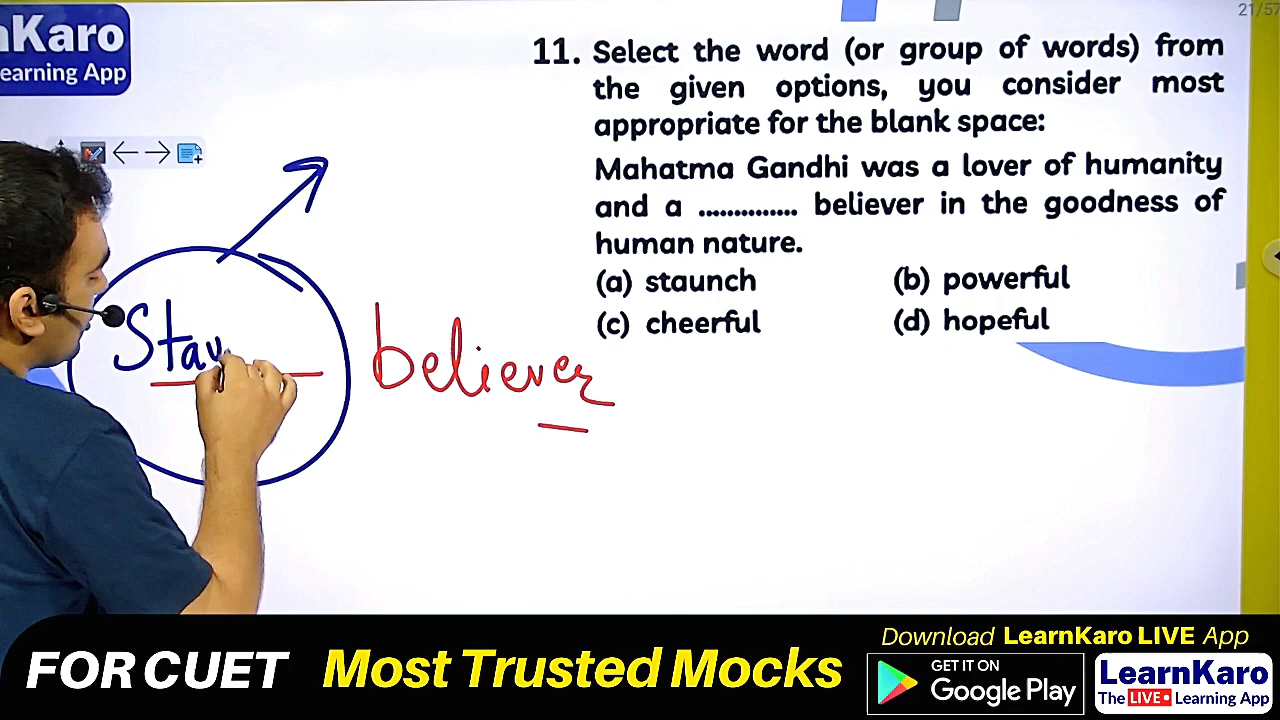 nKaro
earning App
21/57
11. Select the word (or group of words) from
the given options, you consider most
appropriate for the blank space:
Mahatma Gandhi was a lover of humanity
and a .............. believer in the goodness of
human nature.
(a) staunch (b) powerful
(c) cheerful (d) hopeful
Stau
believer
FOR CUET Most Trusted Mocks
Download LearnKaro LIVE App
GET IT ON
Google Play
LearnKaro
The LIVE Learning App